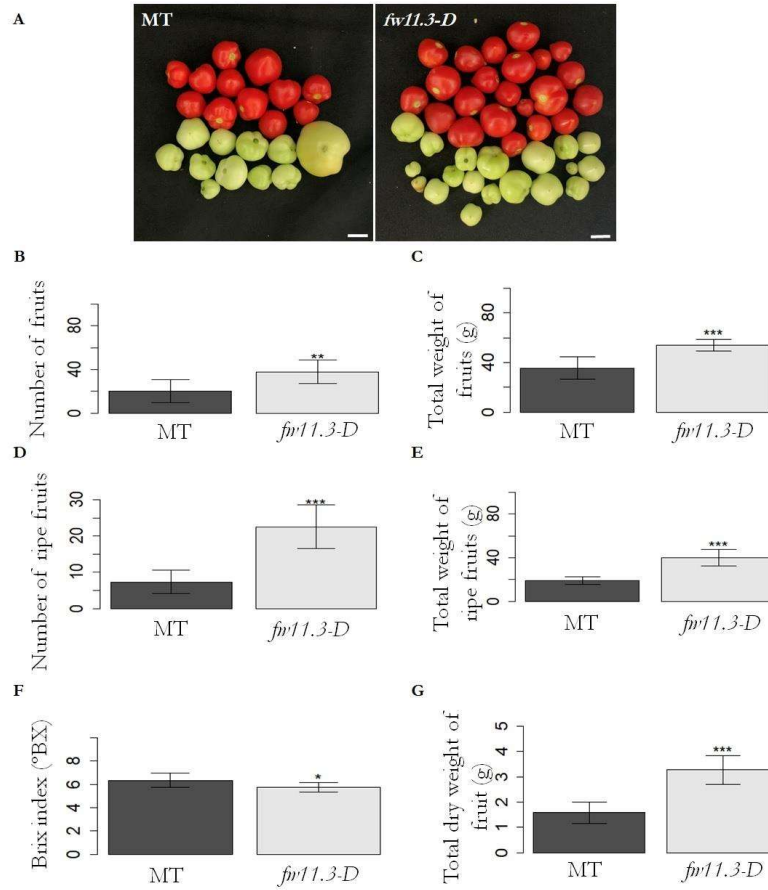 A
MT
fw11.3-D
B
Number of fruits
0
40
80
**
MT
fw11.3-D
C
Total weight of
fruits (g)
0
40
80
***
MT
fw11.3-D
D
Number of ripe fruits
0
10
20
30
***
MT
fw11.3-D
E
Total weight of
ripe fruits (g)
0
40
80
***
MT
fw11.3-D
F
Brix index (ºBX)
0
2
4
6
8
*
MT
fw11.3-D
G
Total dry weight of
fruit (g)
0
1
2
3
4
5
***
MT
fw11.3-D